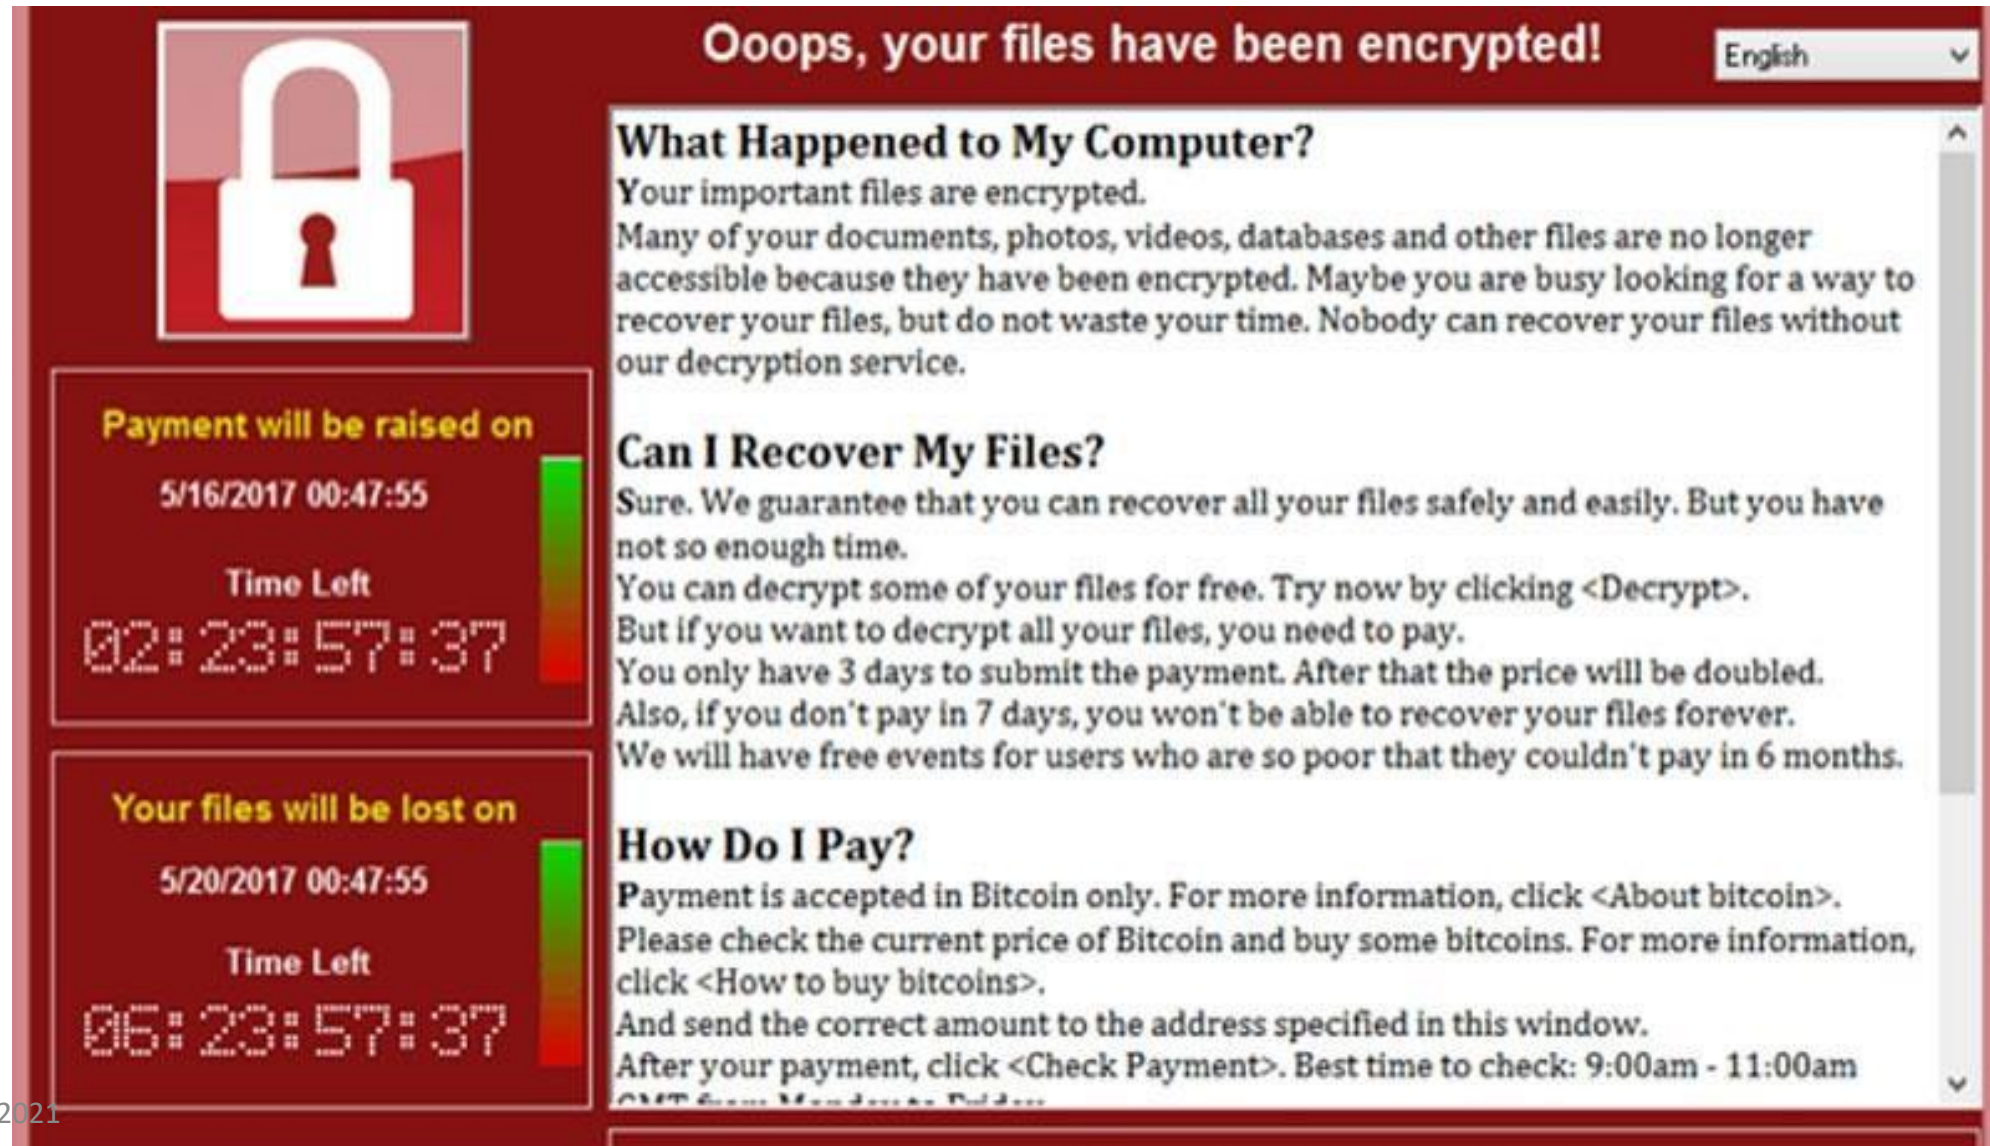 Ooops, your files have been encrypted!
English
What Happened to My Computer?
Your important files are encrypted.
Many of your documents, photos, videos, databases and other files are no longer
accessible because they have been encrypted. Maybe you are busy looking for a way to
recover your files, but do not waste your time. Nobody can recover your files without
our decryption service.
Can I Recover My Files?
Sure. We guarantee that you can recover all your files safely and easily. But you have
not so enough time.
You can decrypt some of your files for free. Try now by clicking <Decrypt>.
But if you want to decrypt all your files, you need to pay.
You only have 3 days to submit the payment. After that the price will be doubled.
Also, if you don't pay in 7 days, you won't be able to recover your files forever.
We will have free events for users who are so poor that they couldn't pay in 6 months.
How Do I Pay?
Payment is accepted in Bitcoin only. For more information, click <About bitcoin>.
Please check the current price of Bitcoin and buy some bitcoins. For more information,
click <How to buy bitcoins>.
And send the correct amount to the address specified in this window.
After your payment, click <Check Payment>. Best time to check: 9:00am - 11:00am
GMT from Monday to Friday.
Payment will be raised on
5/16/2017 00:47:55
Time Left
02:23:57:37
Your files will be lost on
5/20/2017 00:47:55
Time Left
06:23:57:37
2021